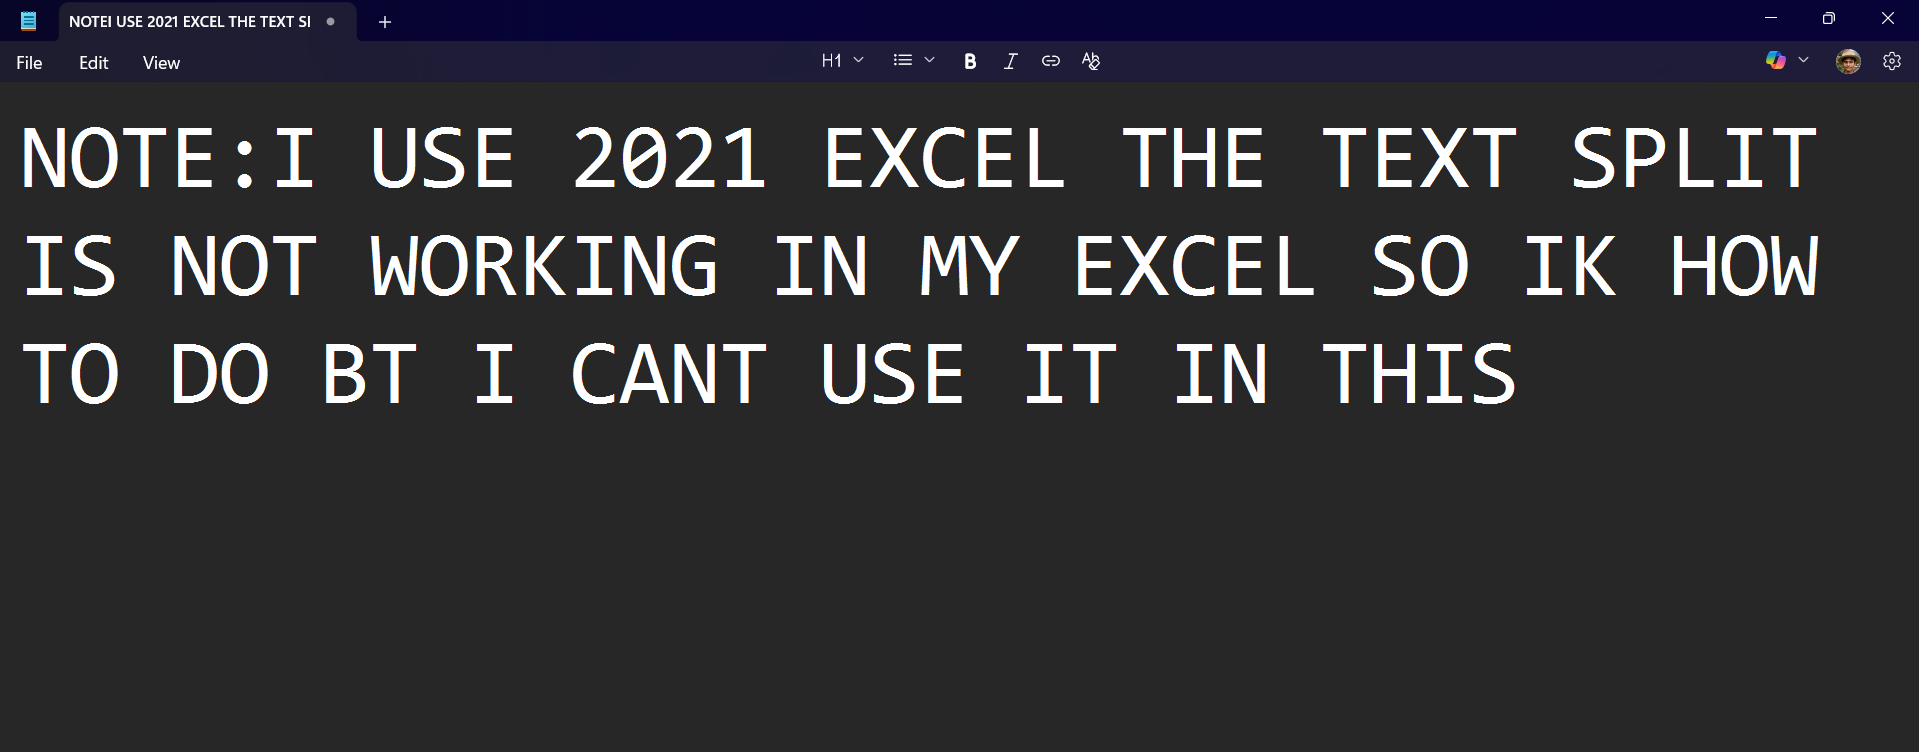 NOTEI USE 2021 EXCEL THE TEXT SI
File Edit View H1 B I
NOTE:I USE 2021 EXCEL THE TEXT SPLIT
IS NOT WORKING IN MY EXCEL SO IK HOW
TO DO BT I CANT USE IT IN THIS